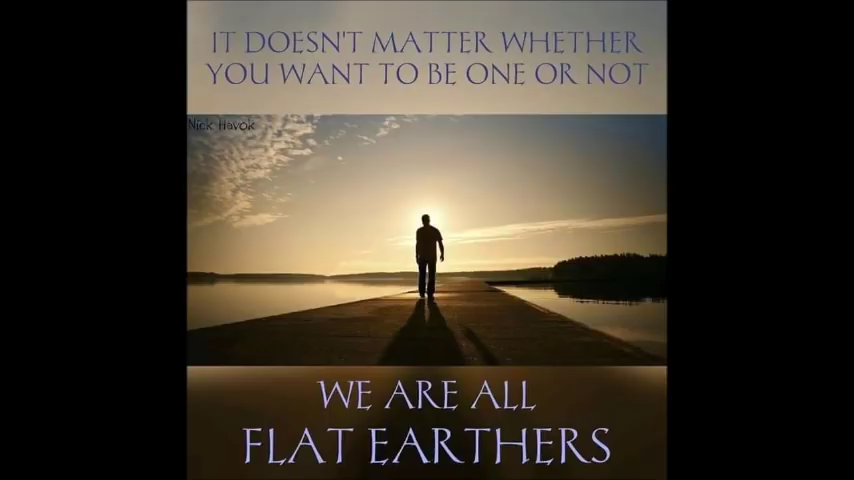 IT DOESN'T MATTER WHETHER
YOU WANT TO BE ONE OR NOT
Nick Havok
WE ARE ALL
FLAT EARTHERS